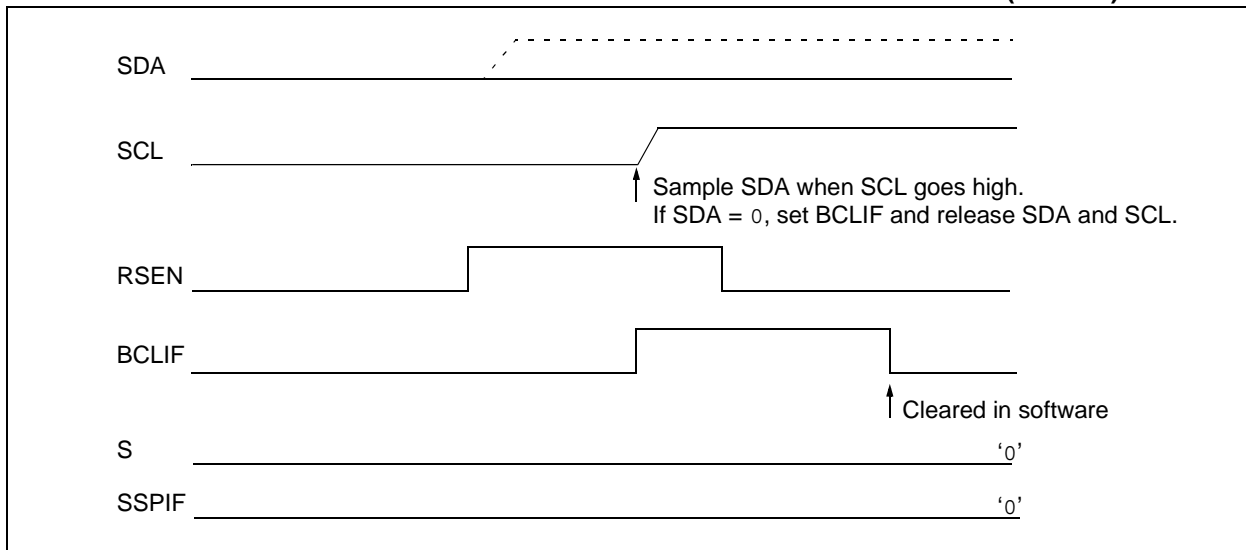 SDA
SCL
Sample SDA when SCL goes high.
If SDA = 0, set BCLIF and release SDA and SCL.
RSEN
BCLIF
Cleared in software
S
‘0’
SSPIF
‘0’